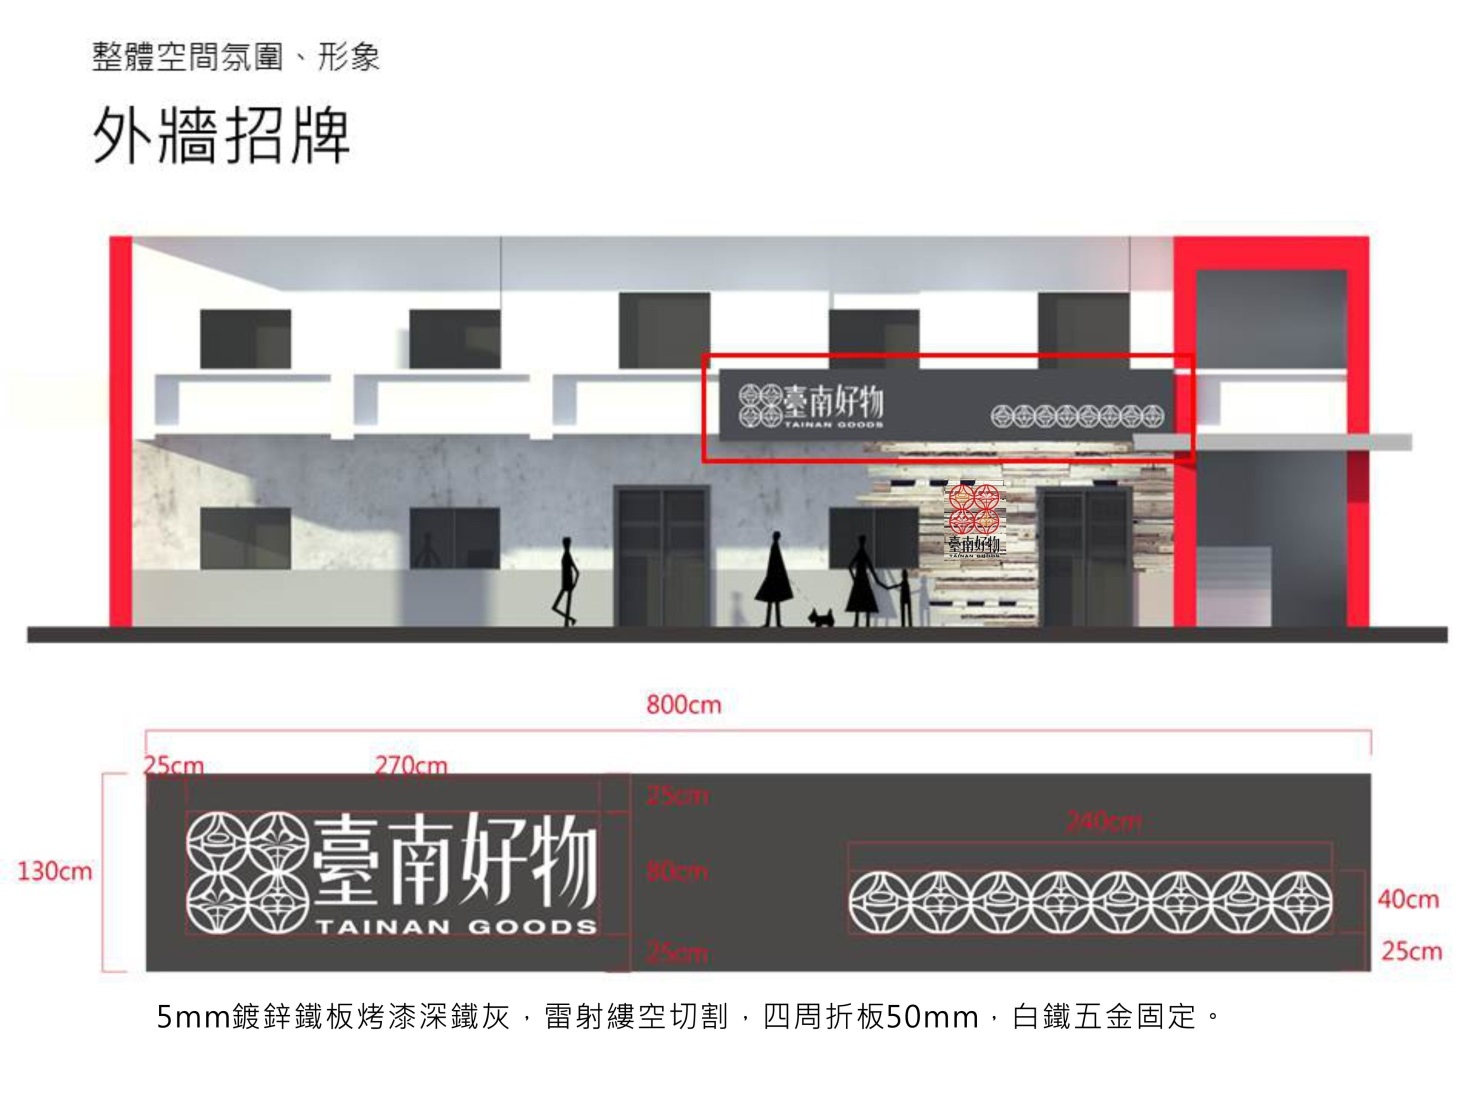 整體空間氛圍、形象
外牆招牌
臺南好物
TAINAN GOODS
臺南好物
TAINAN GOODS
800cm
25cm
270cm
25cm
240cm
130cm
80cm
40cm
25cm
25cm
臺南好物
TAINAN GOODS
5mm鍍鋅鐵板烤漆深鐵灰，雷射縷空切割，四周折板50mm，白鐵五金固定。